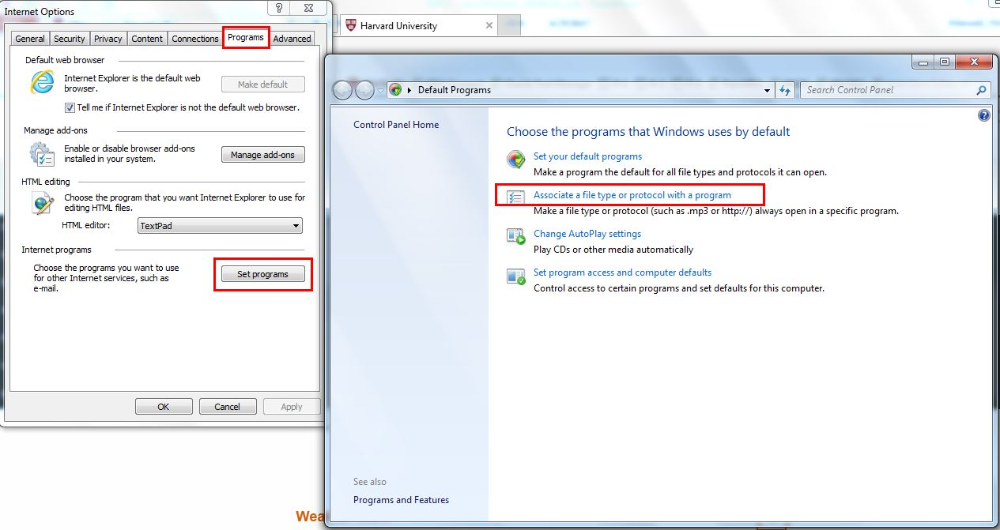 Internet Options
General Security Privacy Content Connections Programs Advanced
Default web browser
Internet Explorer is the default web
browser.
Make default
Tell me if Internet Explorer is not the default web browser.
Manage add-ons
Enable or disable browser add-ons
installed in your system.
Manage add-ons
HTML editing
Choose the program that you want Internet Explorer to use for
editing HTML files.
HTML editor:
TextPad
Internet programs
Choose the programs you want to use
for other Internet services, such as
e-mail.
Set programs
OK Cancel Apply
Harvard University
Default Programs
Search Control Panel
Control Panel Home
Choose the programs that Windows uses by default
Set your default programs
Make a program the default for all file types and protocols it can open.
Associate a file type or protocol with a program
Make a file type or protocol (such as .mp3 or http://) always open in a specific program.
Change AutoPlay settings
Play CDs or other media automatically
Set program access and computer defaults
Control access to certain programs and set defaults for this computer.
See also
Programs and Features
Wea